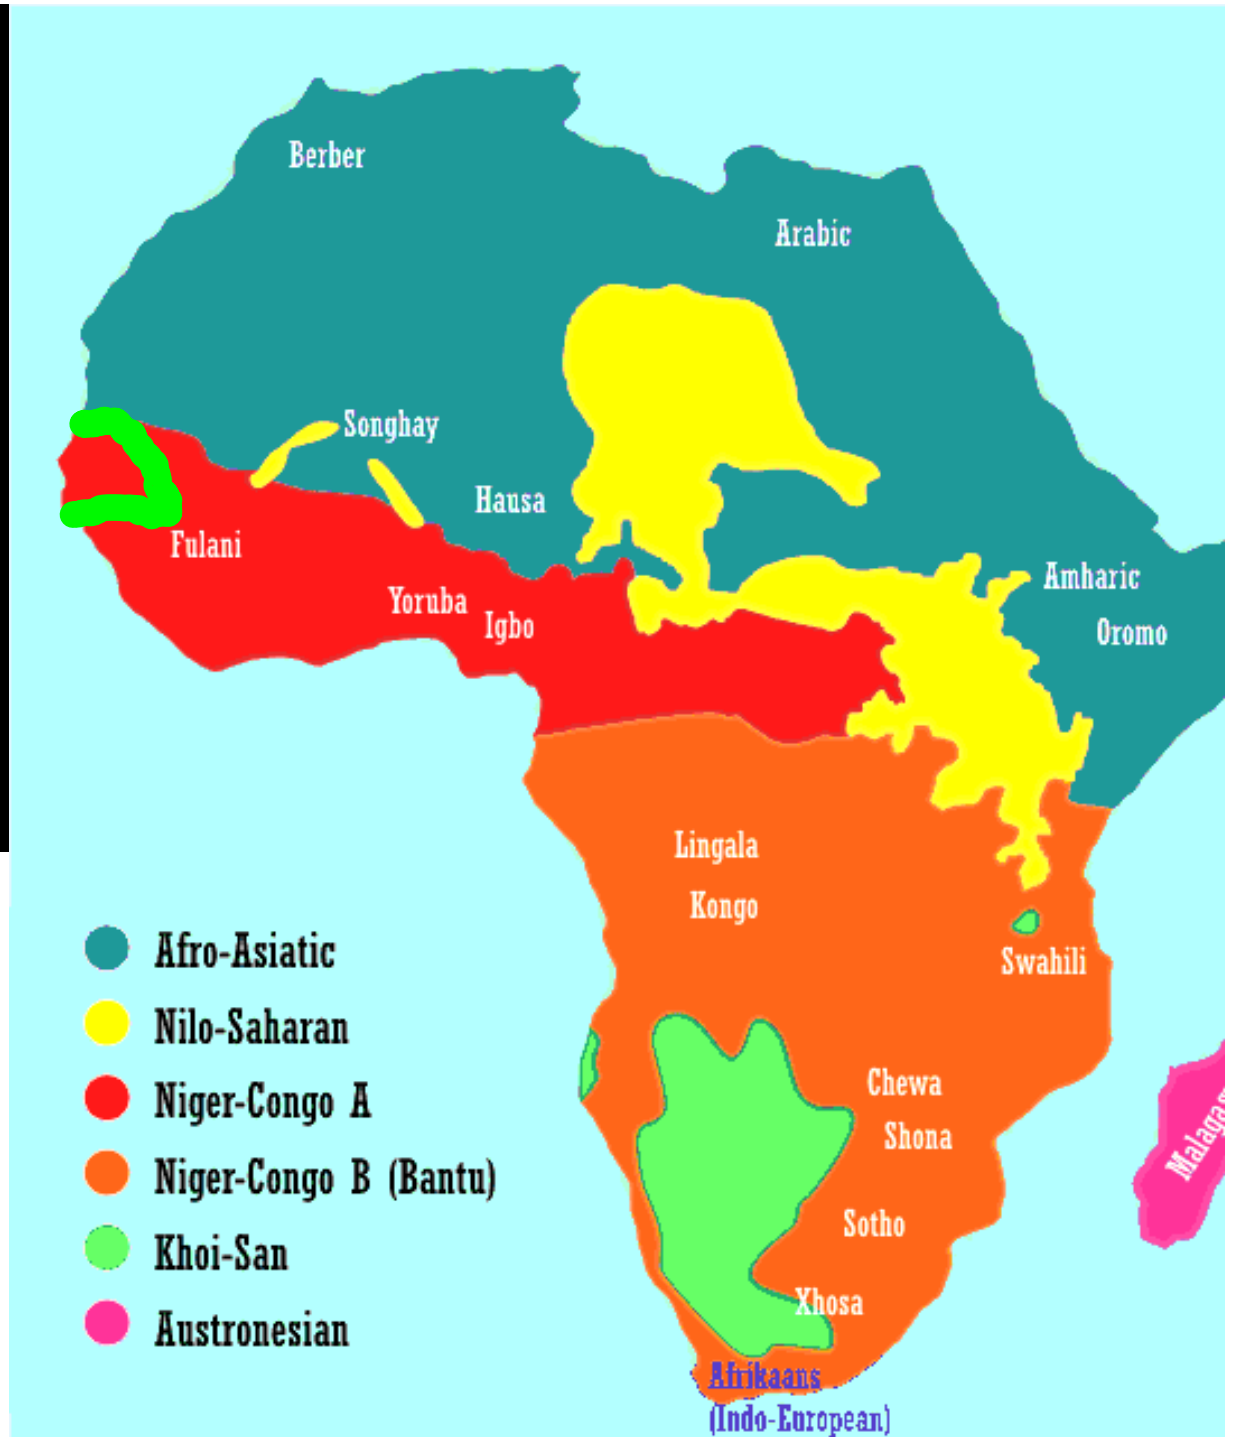 Berber
Arabic
Songhay
Hausa
Fulani
Amharic
Yoruba
Igbo
Oromo
Lingala
Kongo
Swahili
Chewa
Shona
Malagas
Sotho
Xhosa
Afrikaans
(Indo-European)
Afro-Asiatic
Nilo-Saharan
Niger-Congo A
Niger-Congo B (Bantu)
Khoi-San
Austronesian